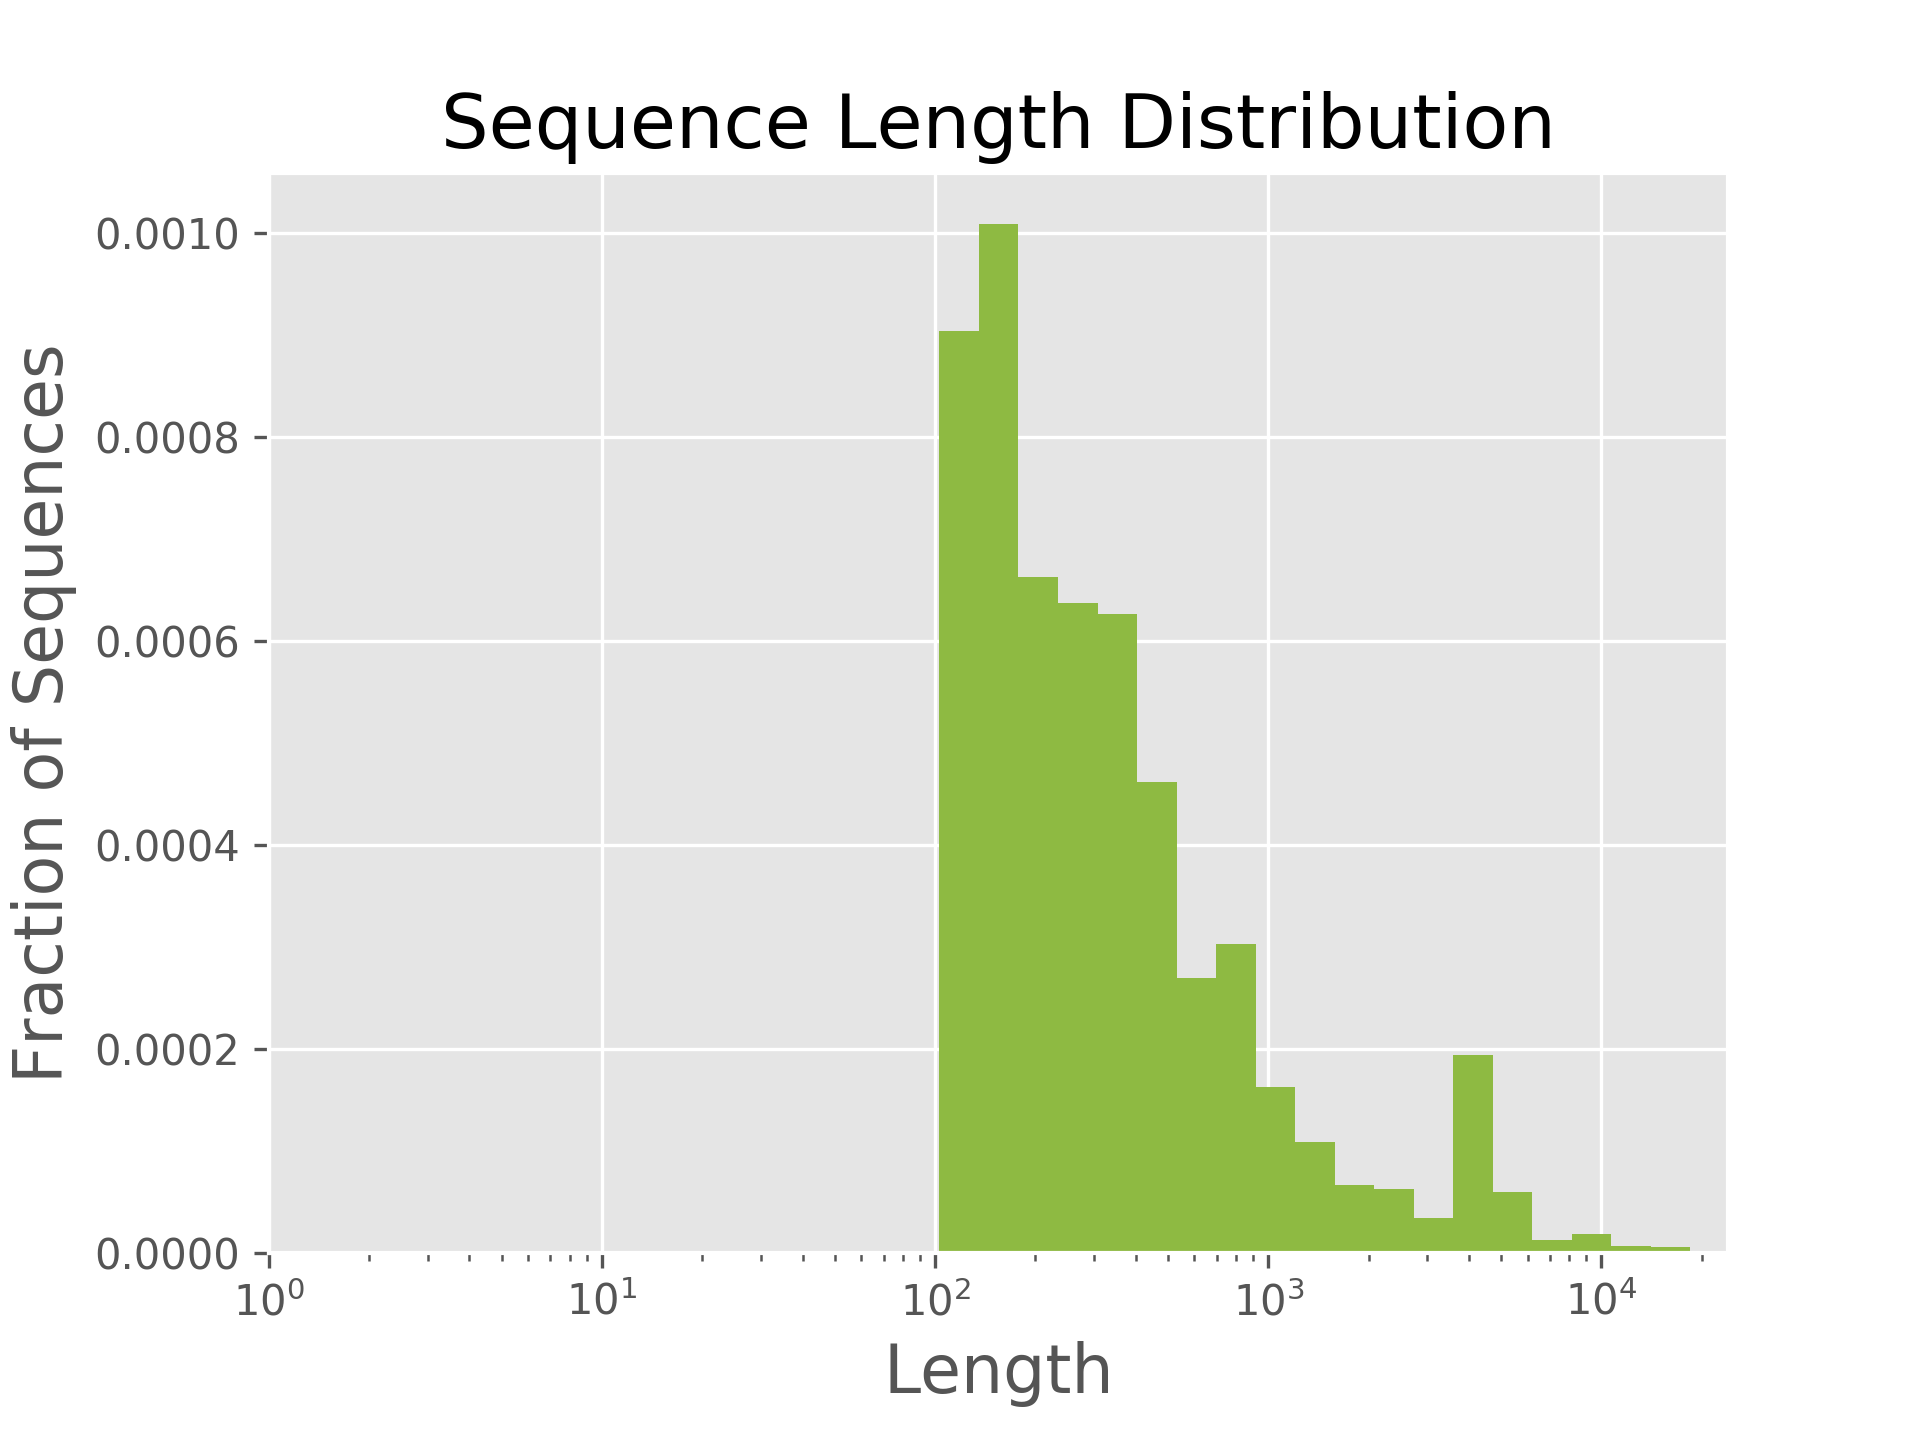 Sequence Length Distribution
Fraction of Sequences
0.0010
0.0008
0.0006
0.0004
0.0002
0.0000
10⁰ 10¹ 10² 10³ 10⁴
Length